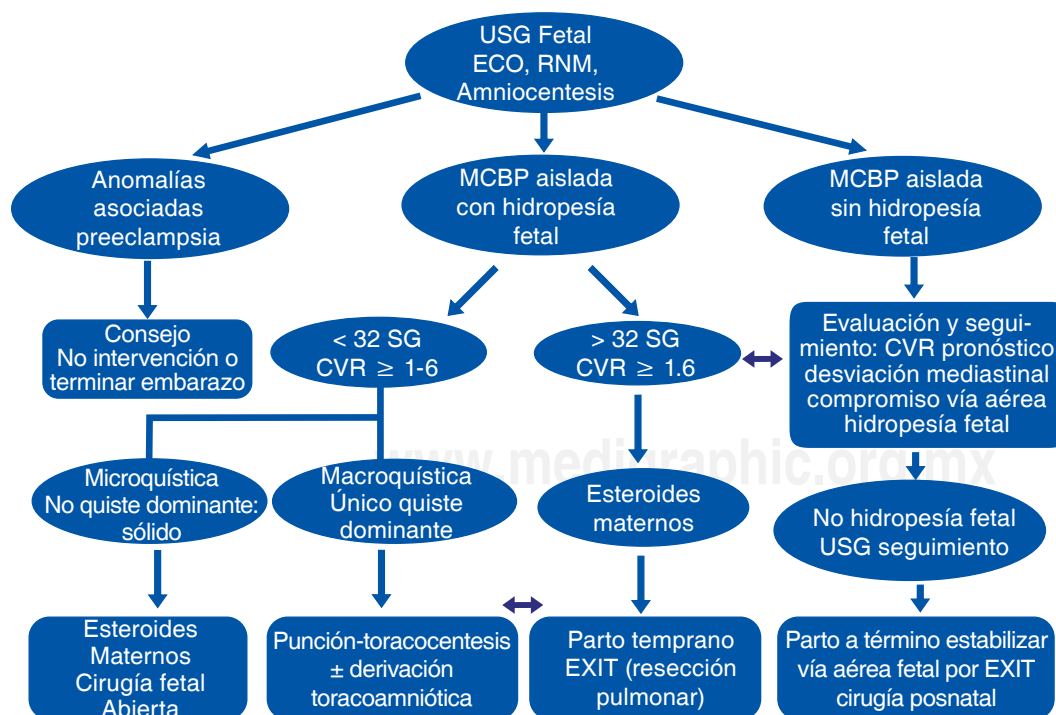 USG Fetal
ECO, RNM,
Amniocentesis
Anomalías
asociadas
preeclampsia
MCBP aislada
con hidropesía
fetal
MCBP aislada
sin hidropesía
fetal
Consejo
No intervención o
terminar embarazo
< 32 SG
CVR ≥ 1-6
> 32 SG
CVR ≥ 1.6
Evaluación y segui-
miento: CVR pronóstico
desviación mediastinal
compromiso vía aérea
hidropesía fetal
www.medigraphic.org.mx
Microquística
No quiste dominante:
sólido
Macroquística
Único quiste
dominante
Esteroides
maternos
No hidropesía fetal
USG seguimiento
Esteroides
Maternos
Cirugía fetal
Abierta
Punción-toracocentesis
± derivación
toracoamniótica
Parto temprano
EXIT (resección
pulmonar)
Parto a término estabilizar
vía aérea fetal por EXIT
cirugía posnatal